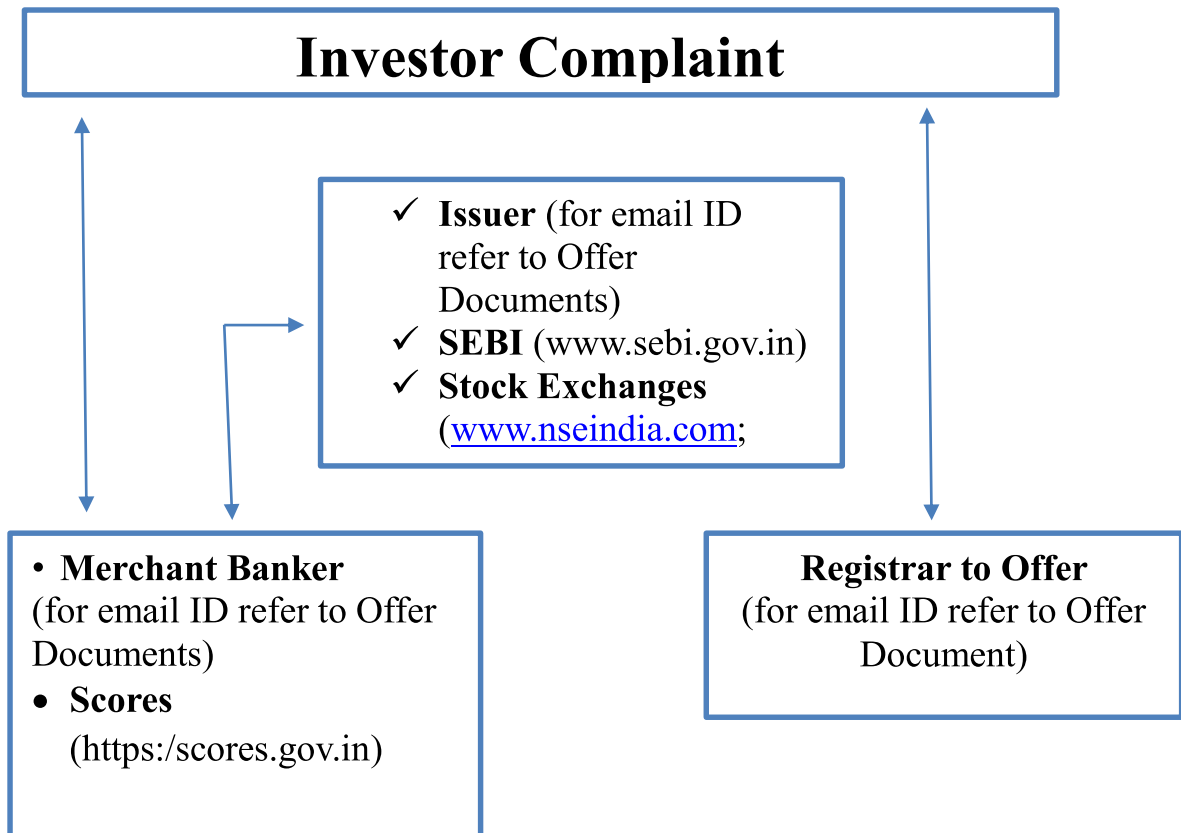 Investor Complaint
✓ Issuer (for email ID
refer to Offer
Documents)
✓ SEBI (www.sebi.gov.in)
✓ Stock Exchanges
(www.nseindia.com;
• Merchant Banker
(for email ID refer to Offer
Documents)
• Scores
(https:/scores.gov.in)
Registrar to Offer
(for email ID refer to Offer
Document)